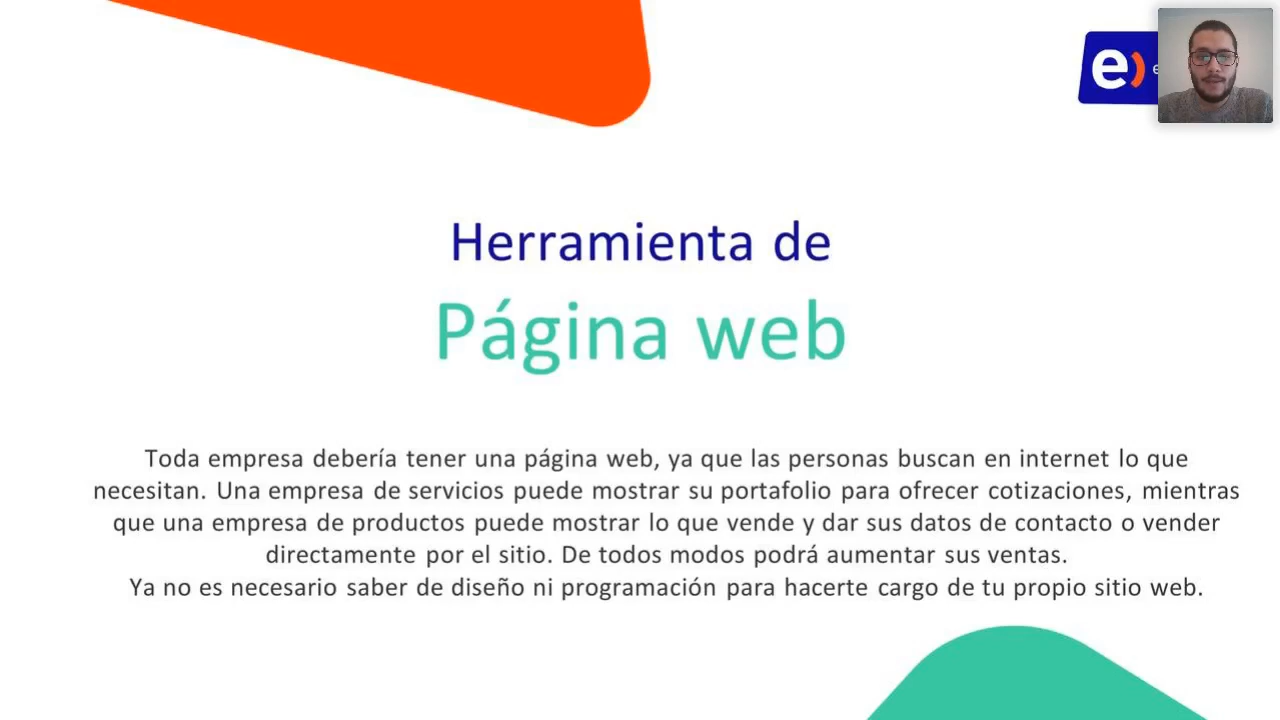 e)
Herramienta de
Página web
Toda empresa debería tener una página web, ya que las personas buscan en internet lo que
necesitan. Una empresa de servicios puede mostrar su portafolio para ofrecer cotizaciones, mientras
que una empresa de productos puede mostrar lo que vende y dar sus datos de contacto o vender
directamente por el sitio. De todos modos podrá aumentar sus ventas.
Ya no es necesario saber de diseño ni programación para hacerte cargo de tu propio sitio web.